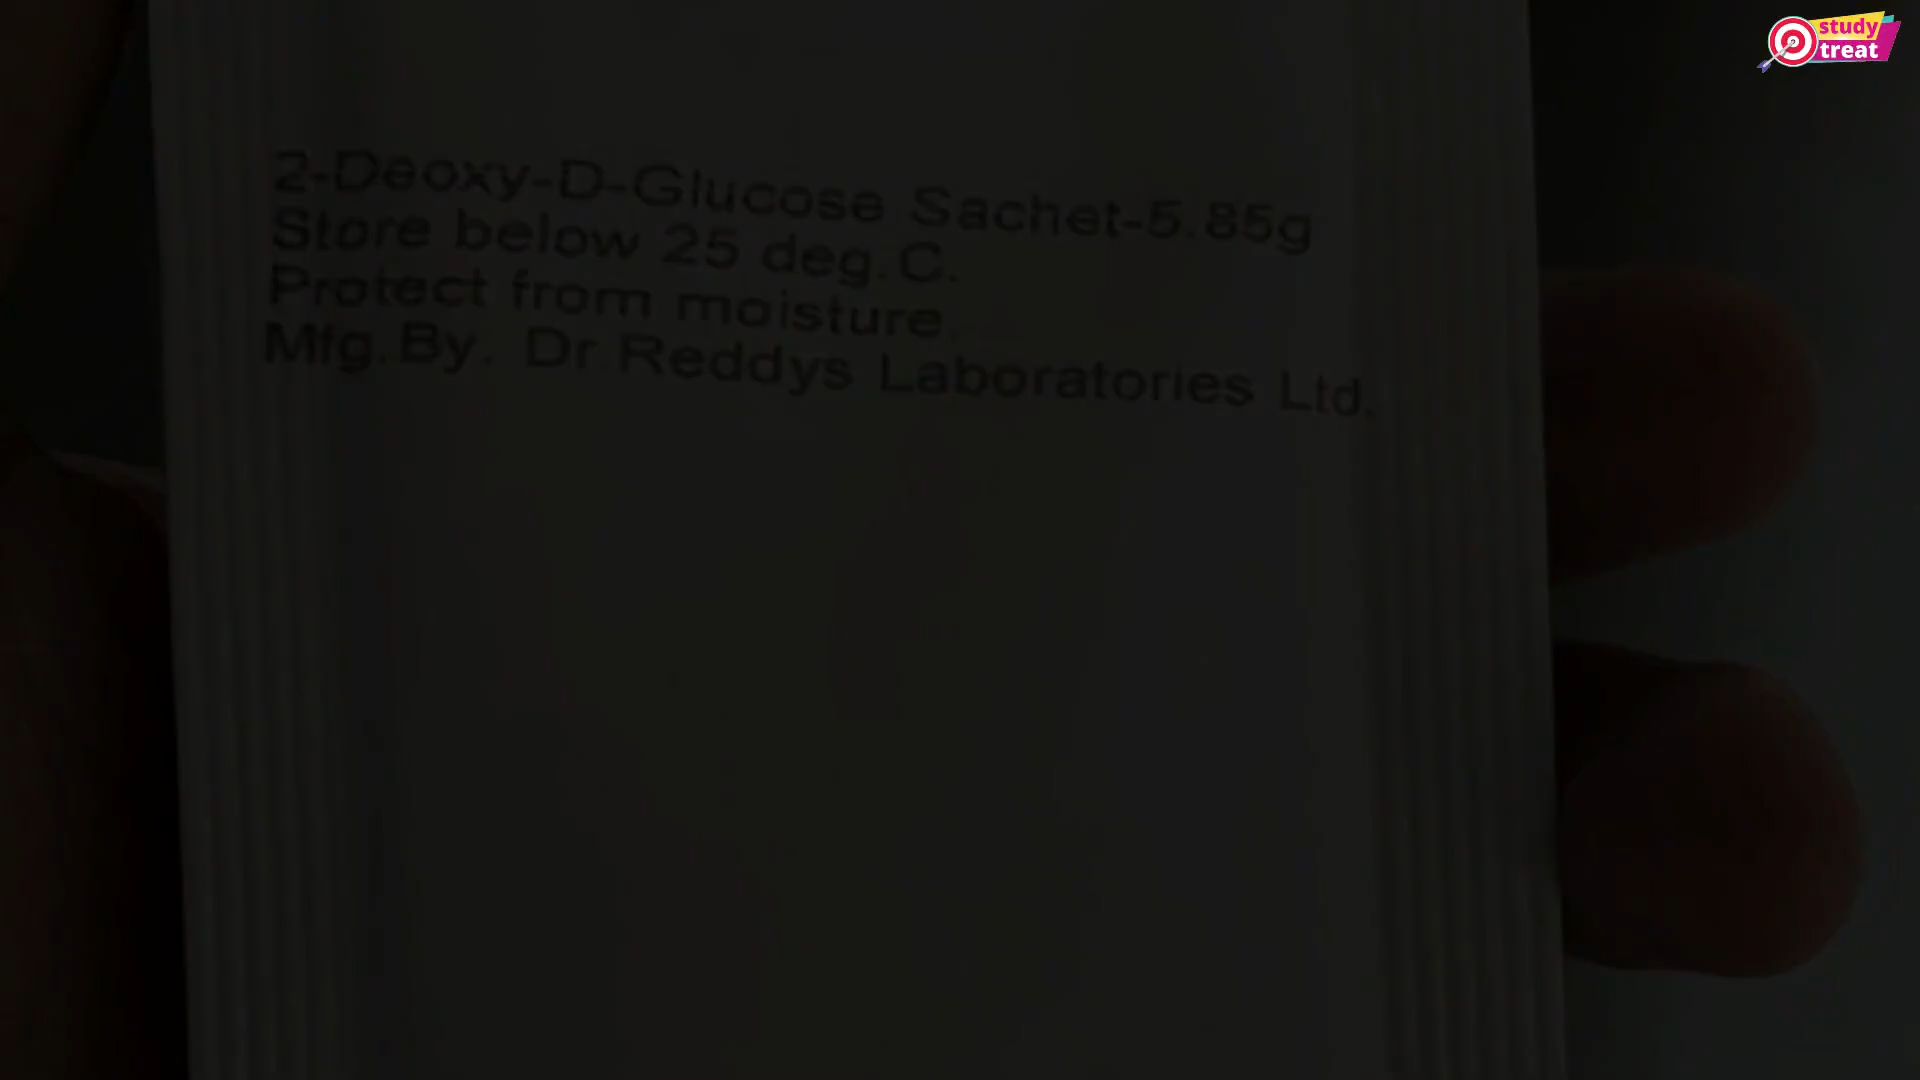 study
treat
2-Deoxy-D-Glucose Sachet-5.85g
Store below 25 deg.C.
Protect from moisture.
Mfg.By. Dr.Reddys Laboratories Ltd.